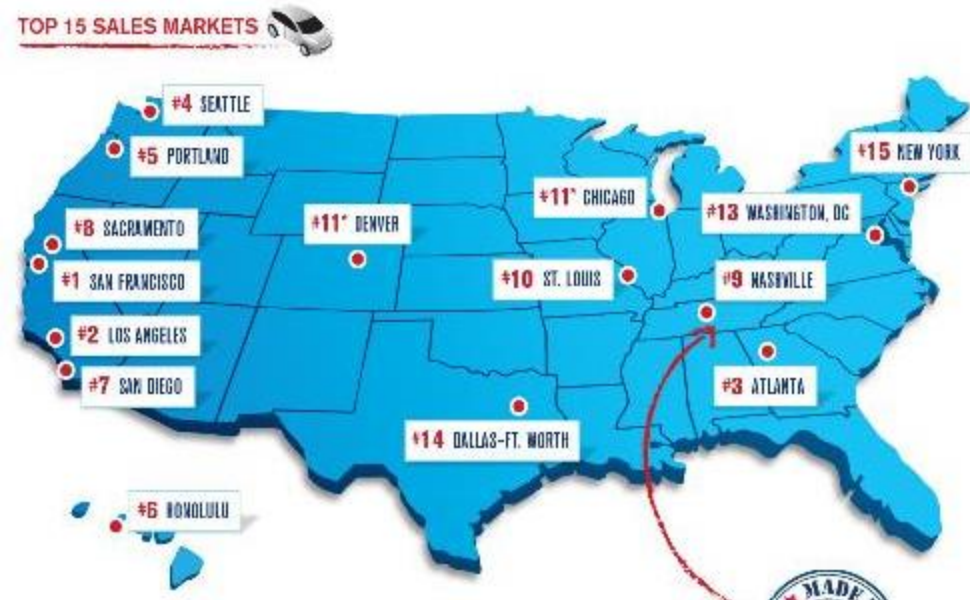 TOP 15 SALES MARKETS
#4 SEATTLE
#5 PORTLAND
#15 NEW YORK
#11* CHICAGO
#13 WASHINGTON, DC
#8 SACRAMENTO
#11* DENVER
#1 SAN FRANCISCO
#10 ST. LOUIS
#9 NASHVILLE
#2 LOS ANGELES
#7 SAN DIEGO
#3 ATLANTA
#14 DALLAS-FT. WORTH
#6 HONOLULU
MADE